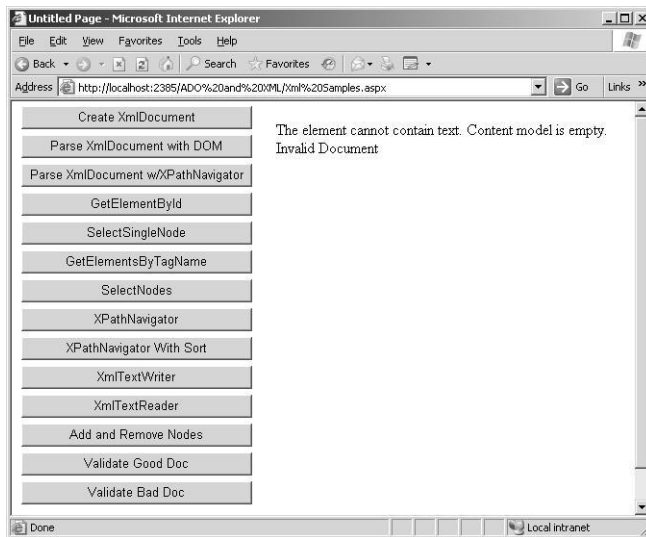 Untitled Page - Microsoft Internet Explorer
File Edit View Favorites Tools Help
Back Search Favorites
Address http://localhost:2385/ADO%20and%20XML/Xml%20Samples.aspx Go Links »
Create XmlDocument
Parse XmlDocument with DOM
Parse XmlDocument w/XPathNavigator
GetElementById
SelectSingleNode
GetElementsByTagName
SelectNodes
XPathNavigator
XPathNavigator With Sort
XmlTextWriter
XmlTextReader
Add and Remove Nodes
Validate Good Doc
Validate Bad Doc
The element cannot contain text. Content model is empty.
Invalid Document
Done Local intranet